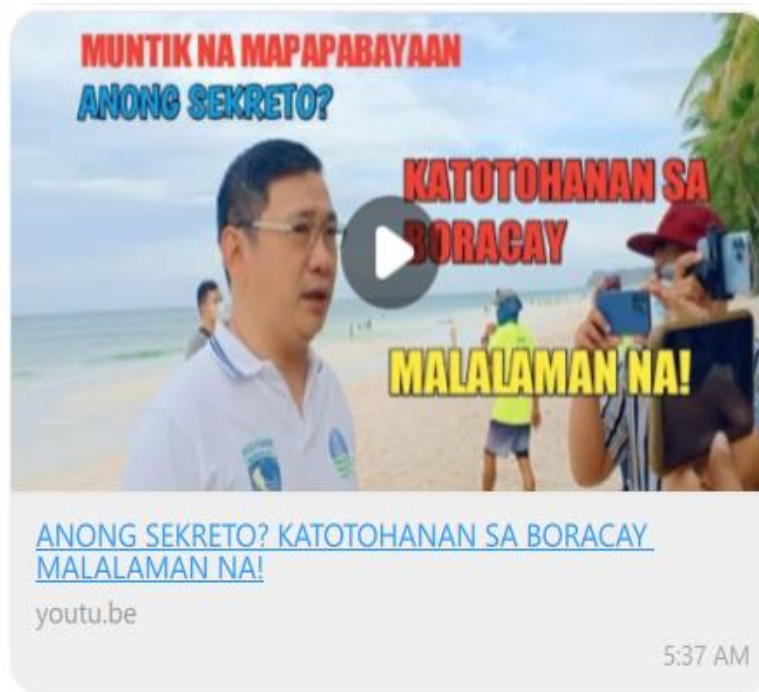 MUNTIK NA MAPAPABAYAAN
ANONG SEKRETO?
KATOTOHANAN SA
BORACAY
MALALAMAN NA!
ANONG SEKRETO? KATOTOHANAN SA BORACAY
MALALAMAN NA!
youtu.be
5:37 AM